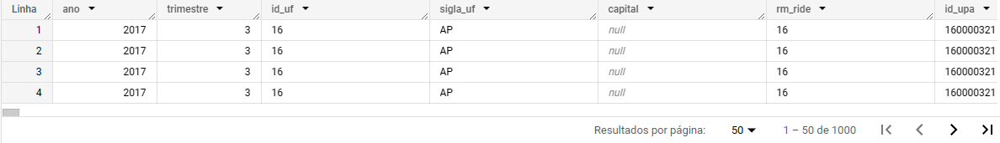 Linha ano trimestre id_uf sigla_uf capital rm_ride id_upa
1 2017 3 16 AP null 16 160000321
2 2017 3 16 AP null 16 160000321
3 2017 3 16 AP null 16 160000321
4 2017 3 16 AP null 16 160000321
Resultados por página: 50 1 – 50 de 1000